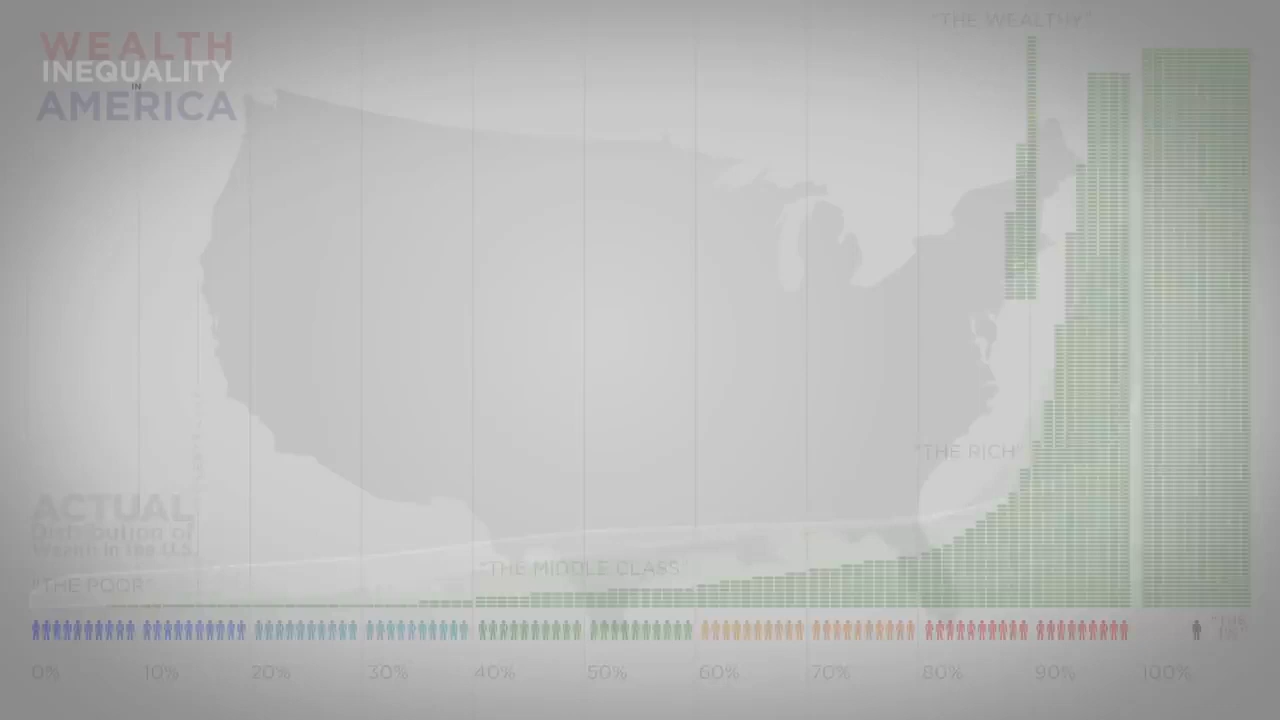 "THE WEALTHY"
WEALTH
INEQUALITY
IN
AMERICA
"THE RICH"
ACTUAL
Distribution of
Wealth in the U.S.
"THE MIDDLE CLASS"
"THE POOR"
0% 10% 20% 30% 40% 50% 60% 70% 80% 90% 100%